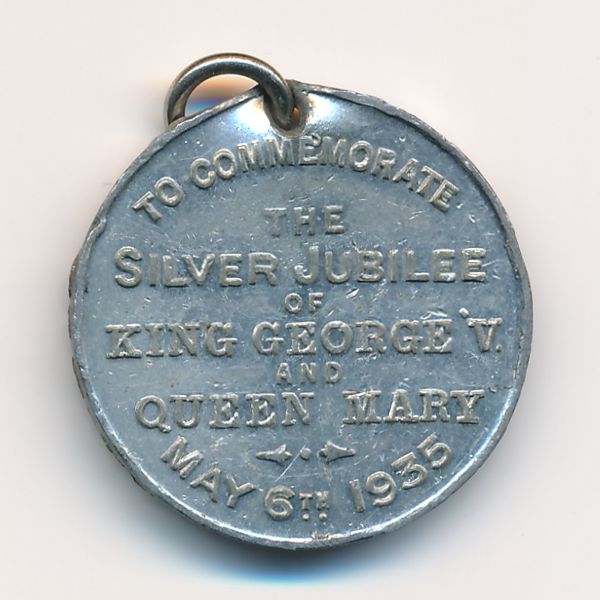 TO COMMEMORATE
THE
SILVER JUBILEE
OF
KING GEORGE V.
AND
QUEEN MARY
MAY 6TH 1935